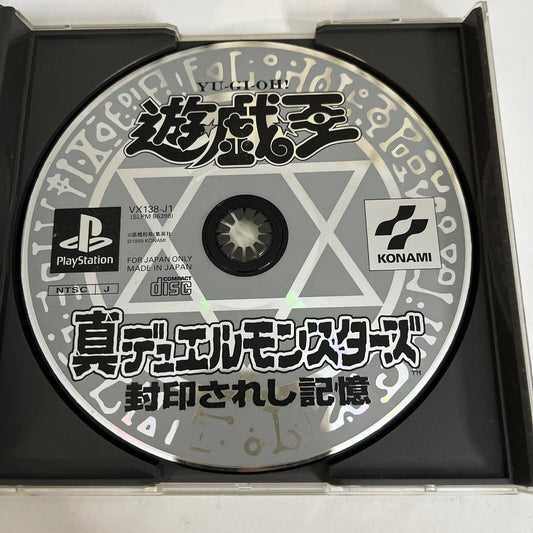 YU-GI-OH!
遊戯王
VX138-J1
(SLPM 86398)
©高橋和希/集英社
©1999 KONAMI
PlayStation
FOR JAPAN ONLY
MADE IN JAPAN
NTSC J
COMPACT
disc
KONAMI
真デュエルモンスターズ
TM
封印されし記憶